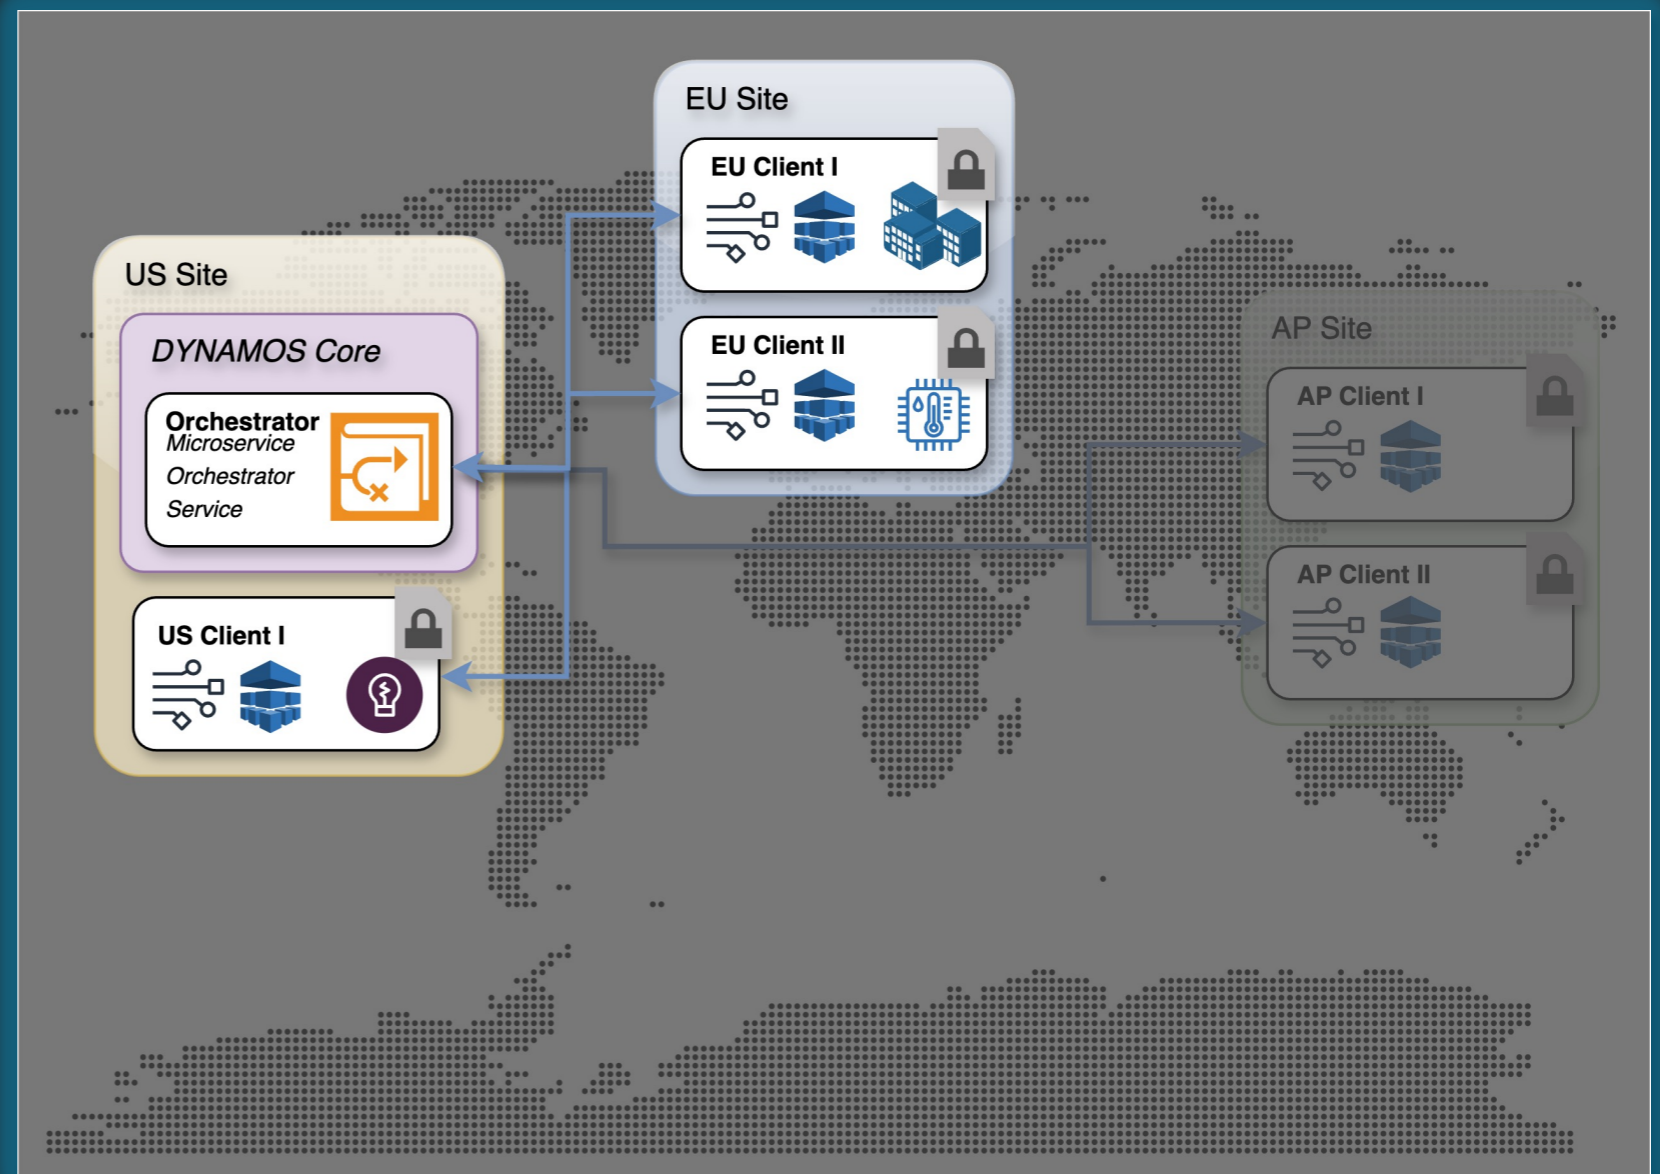 EU Site
EU Client I
EU Client II
US Site
DYNAMOS Core
Orchestrator
Microservice
Orchestrator
Service
US Client I
AP Site
AP Client I
AP Client II